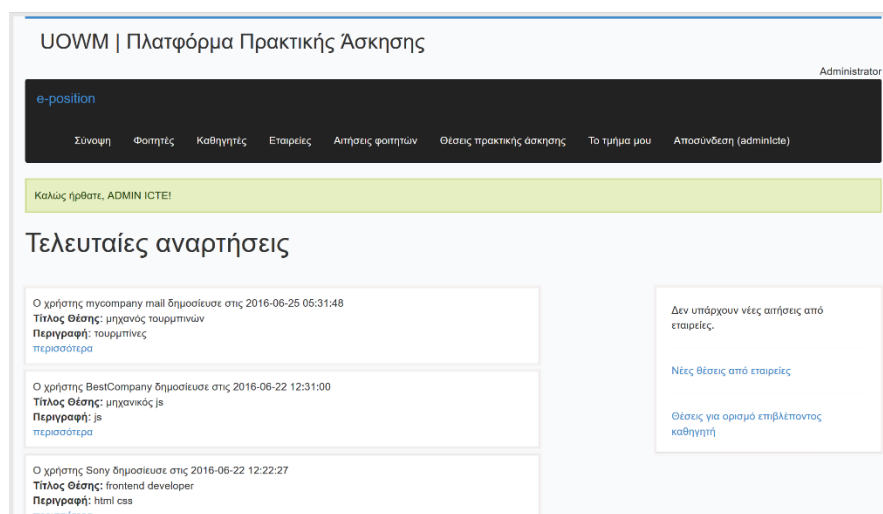 UOWM | Πλατφόρμα Πρακτικής Άσκησης
Administrator
e-position
Σύνοψη Φοιτητές Καθηγητές Εταιρείες Αιτήσεις φοιτητών Θέσεις πρακτικής άσκησης Το τμήμα μου Αποσύνδεση (adminIcte)
Καλώς ήρθατε, ADMIN ICTE!
Τελευταίες αναρτήσεις
Ο χρήστης mycompany mail δημοσίευσε στις 2016-06-25 05:31:48
Τίτλος Θέσης: μηχανός τουρμπινών
Περιγραφή: τουρμπίνες
περισσότερα
Ο χρήστης BestCompany δημοσίευσε στις 2016-06-22 12:31:00
Τίτλος Θέσης: μηχανικός js
Περιγραφή: js
περισσότερα
Ο χρήστης Sony δημοσίευσε στις 2016-06-22 12:22:27
Τίτλος Θέσης: frontend developer
Περιγραφή: html css
Δεν υπάρχουν νέες αιτήσεις από
εταιρείες.
Νέες θέσεις από εταιρείες
Θέσεις για ορισμό επιβλέποντος
καθηγητή